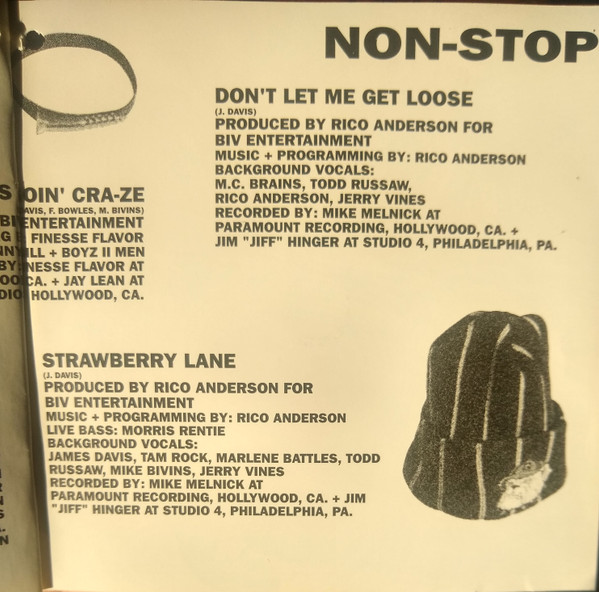 NON-STOP
DON'T LET ME GET LOOSE
(J. DAVIS)
PRODUCED BY RICO ANDERSON FOR
BIV ENTERTAINMENT
MUSIC + PROGRAMMING BY: RICO ANDERSON
BACKGROUND VOCALS:
M.C. BRAINS, TODD RUSSAW,
RICO ANDERSON, JERRY VINES
RECORDED BY: MIKE MELNICK AT
PARAMOUNT RECORDING, HOLLYWOOD, CA. +
JIM "JIFF" HINGER AT STUDIO 4, PHILADELPHIA, PA.
OIN' CRA-ZE
AVIS, F. BOWLES, M. BIVINS)
ENTERTAINMENT
FINESSE FLAVOR
ILL + BOYZ II MEN
NESSE FLAVOR AT
CA. + JAY LEAN AT
HOLLYWOOD, CA.
STRAWBERRY LANE
(J. DAVIS)
PRODUCED BY RICO ANDERSON FOR
BIV ENTERTAINMENT
MUSIC + PROGRAMMING BY: RICO ANDERSON
LIVE BASS: MORRIS RENTIE
BACKGROUND VOCALS:
JAMES DAVIS, TAM ROCK, MARLENE BATTLES, TODD
RUSSAW, MIKE BIVINS, JERRY VINES
RECORDED BY: MIKE MELNICK AT
PARAMOUNT RECORDING, HOLLYWOOD, CA. + JIM
"JIFF" HINGER AT STUDIO 4, PHILADELPHIA, PA.